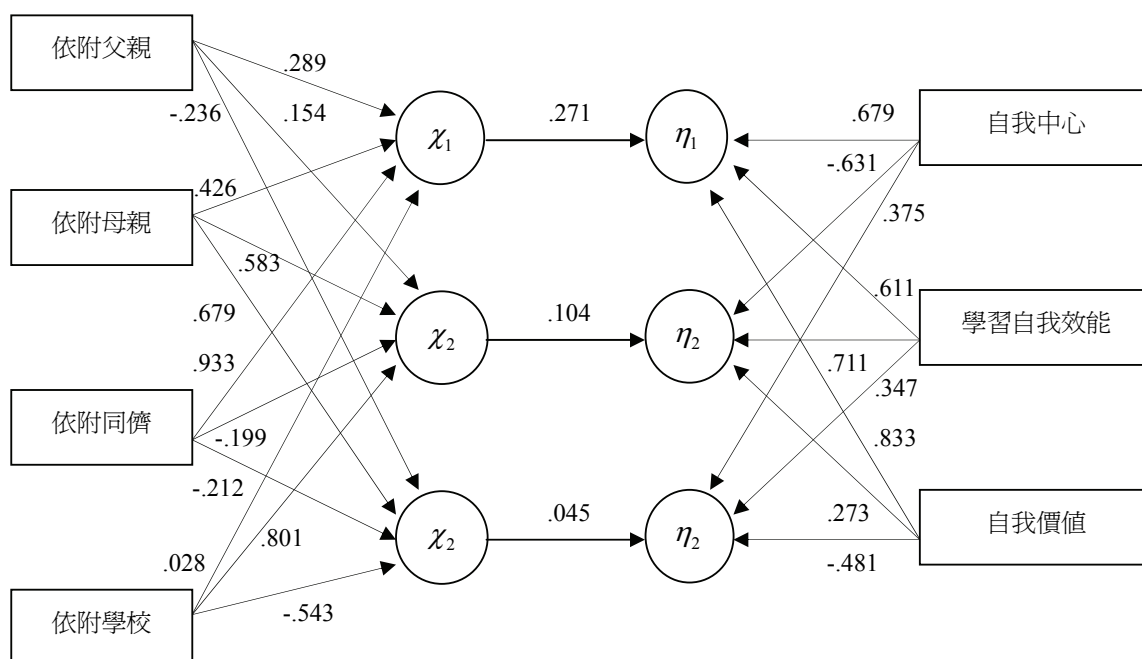 依附父親
依附母親
依附同儕
依附學校
.289
.154
-.236
.426
.583
.679
.933
-.199
-.212
.801
.028
-.543
χ1
χ2
χ2
.271
.104
.045
η1
η2
η2
.679
-.631
.375
.611
.711
.347
.833
.273
-.481
自我中心
學習自我效能
自我價值